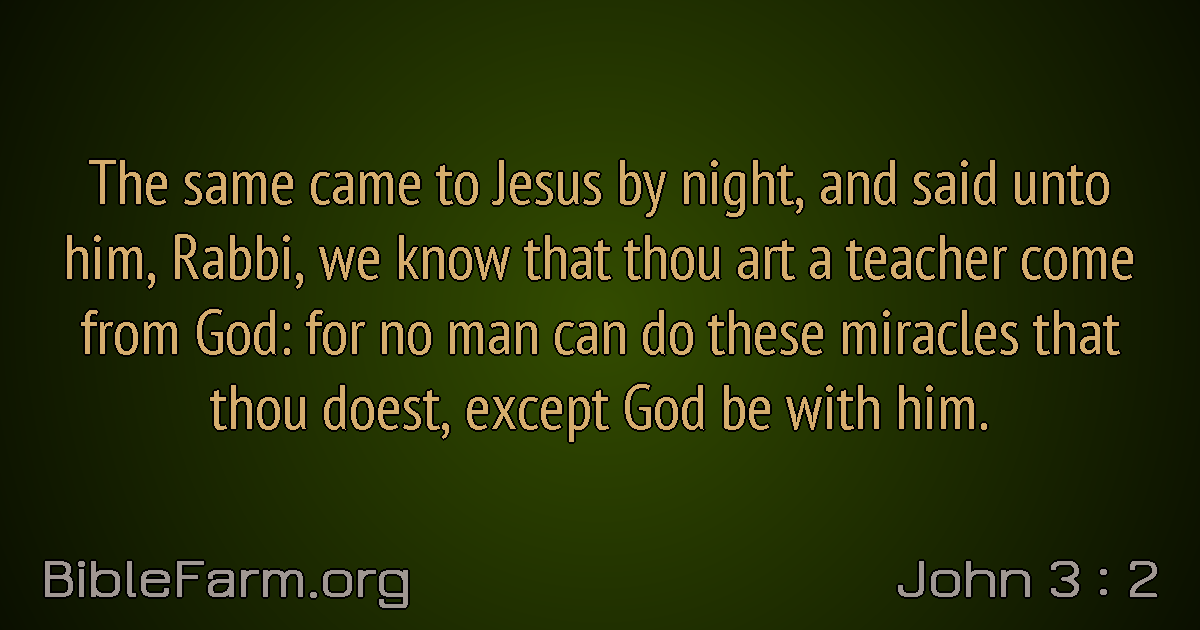 The same came to Jesus by night, and said unto
him, Rabbi, we know that thou art a teacher come
from God: for no man can do these miracles that
thou doest, except God be with him.
BibleFarm.org
John 3 : 2